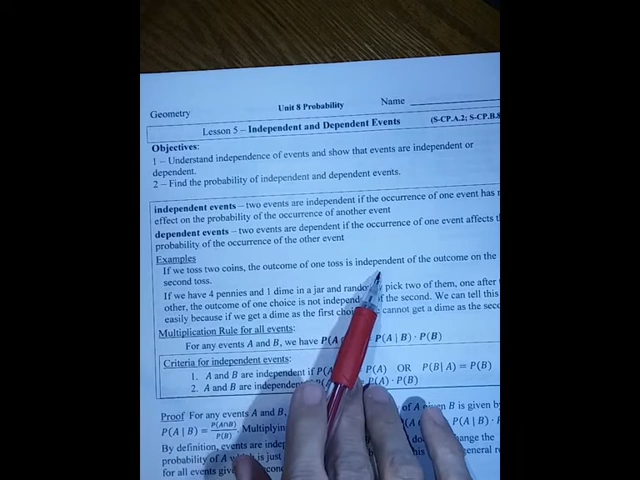 Geometry Unit 8 Probability Name
Lesson 5 – Independent and Dependent Events (S-CP.A.2; S-CP.B.8
Objectives:
1 – Understand independence of events and show that events are independent or
dependent.
2 – Find the probability of independent and dependent events.
independent events – two events are independent if the occurrence of one event has
effect on the probability of the occurrence of another event
dependent events – two events are dependent if the occurrence of one event affects
probability of the occurrence of the other event
Examples
If we toss two coins, the outcome of one toss is independent of the outcome on the
second toss.
If we have 4 pennies and 1 dime in a jar and pick two of them, one after
other, the outcome of one choice is not of the second. We can tell this
easily because if we get a dime as the first cannot get a dime as the
Multiplication Rule for all events:
For any events A and B, we have P(A P(A | B) · P(B)
Criteria for independent events:
1. A and B are independent if P(A P(A) OR P(B | A) = P(B)
2. A and B are independent P(A) · P(B)
Proof For any events A and B, of A given B is given by
P(A | B) = P(A∩B)/P(B). P(A | B) ·
By definition, events are change the
probability of A which is just general
for all events